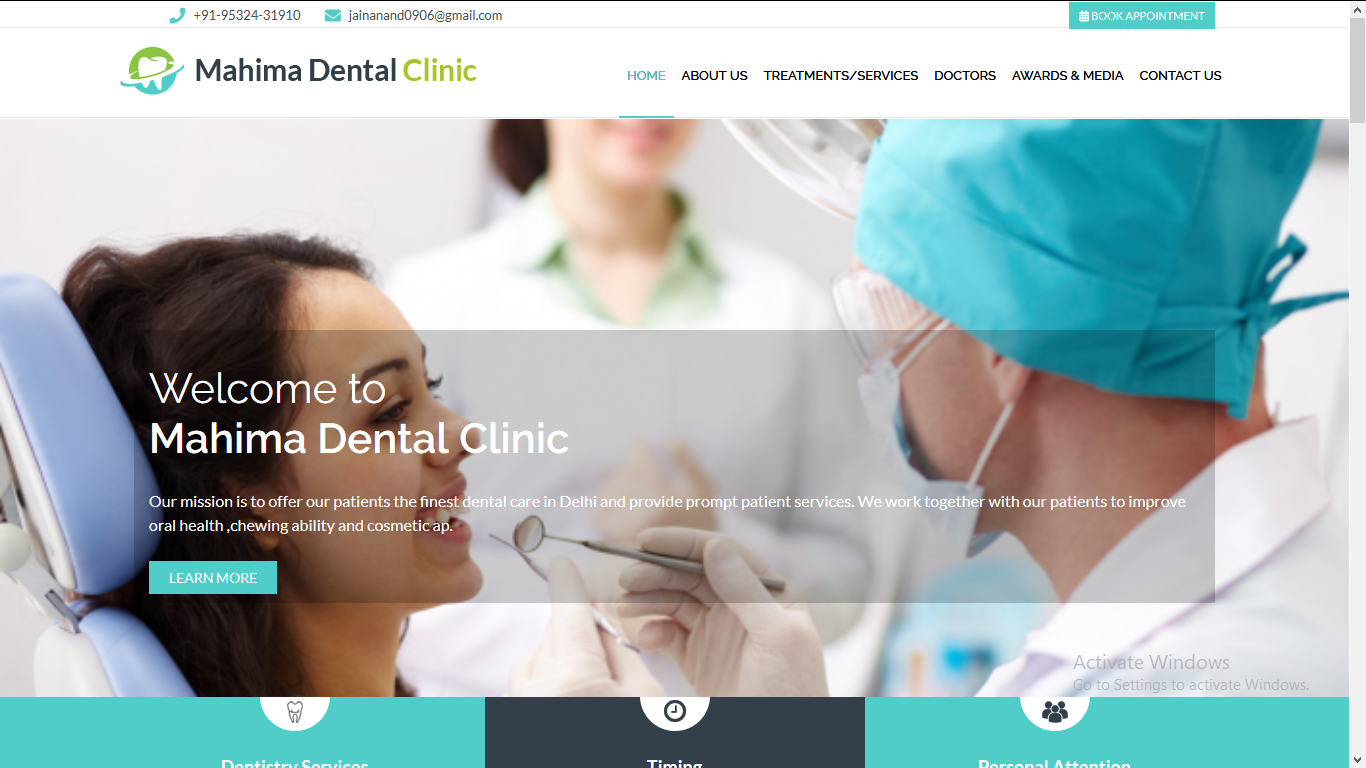 +91-95324-31910 jainanand0906@gmail.com BOOK APPOINTMENT
Mahima Dental Clinic
HOME ABOUT US TREATMENTS/SERVICES DOCTORS AWARDS & MEDIA CONTACT US
Welcome to
Mahima Dental Clinic
Our mission is to offer our patients the finest dental care in Delhi and provide prompt patient services. We work together with our patients to improve
oral health ,chewing ability and cosmetic ap.
LEARN MORE
Activate Windows
Go to Settings to activate Windows.
Dentistry Services Timing Personal Attention